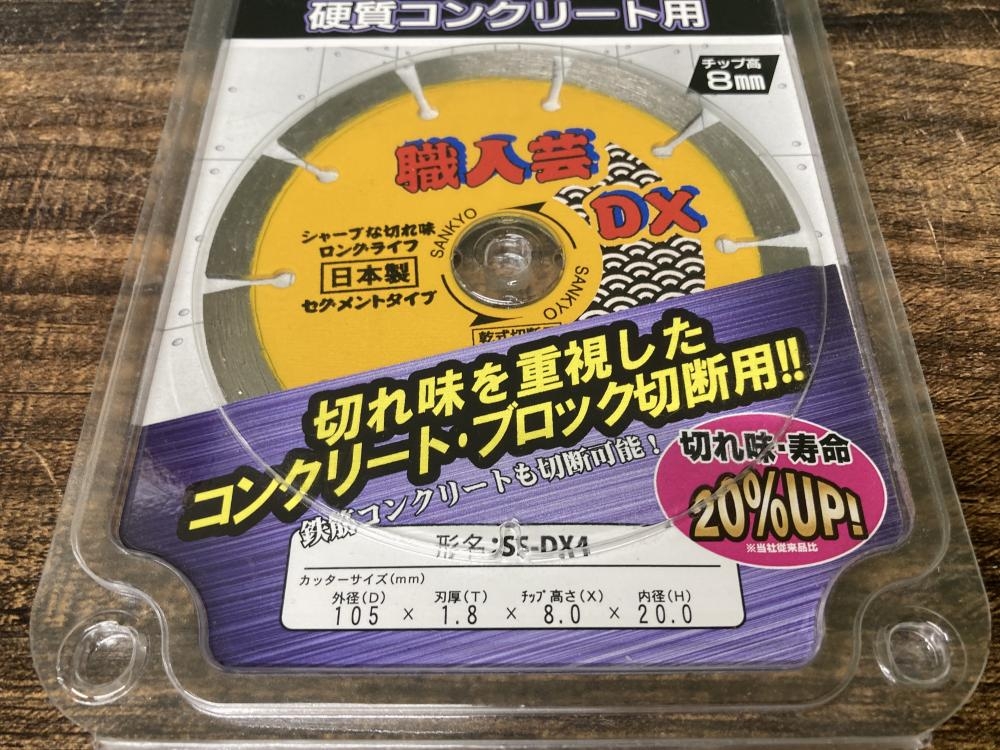 硬質コンクリート用
チップ高
8mm
職人芸
DX
シャープな切れ味
ロングライフ
日本製
セグメントタイプ
SANKYO
SANKYO
乾式切断
切れ味を重視した
コンクリート・ブロック切断用!!
鉄筋コンクリートも切断可能！
切れ味・寿命
20%UP!
※当社従来品比
形名:SS-DX4
カッターサイズ(mm)
外径(D) 刃厚(T) チップ高さ(X) 内径(H)
105 × 1.8 × 8.0 × 20.0